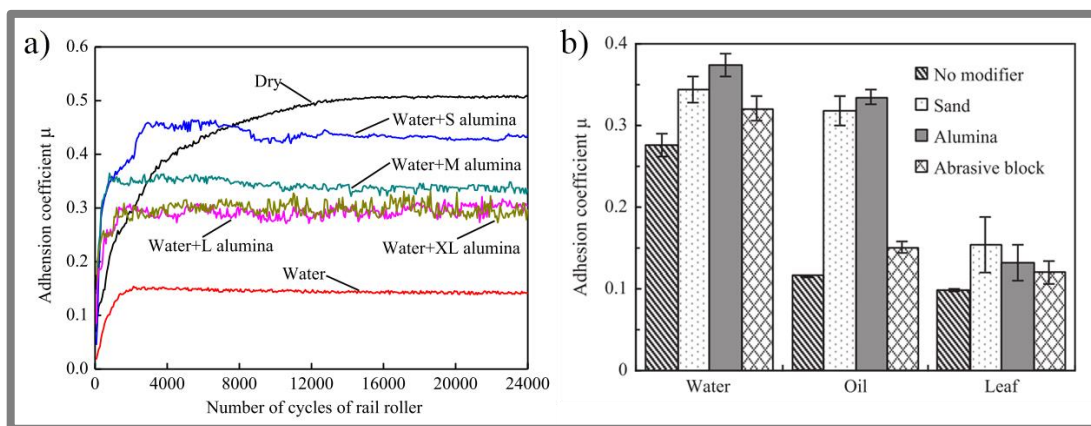 a)
0.6
0.5
0.4
0.3
0.2
0.1
0.0
Adhension coefficient μ
Dry
Water+S alumina
Water+M alumina
Water+L alumina
Water+XL alumina
Water
0 4000 8000 12000 16000 20000 24000
Number of cycles of rail roller
b)
0.4
0.3
0.2
0.1
0
Adhesion coefficient μ
No modifier
Sand
Alumina
Abrasive block
Water Oil Leaf